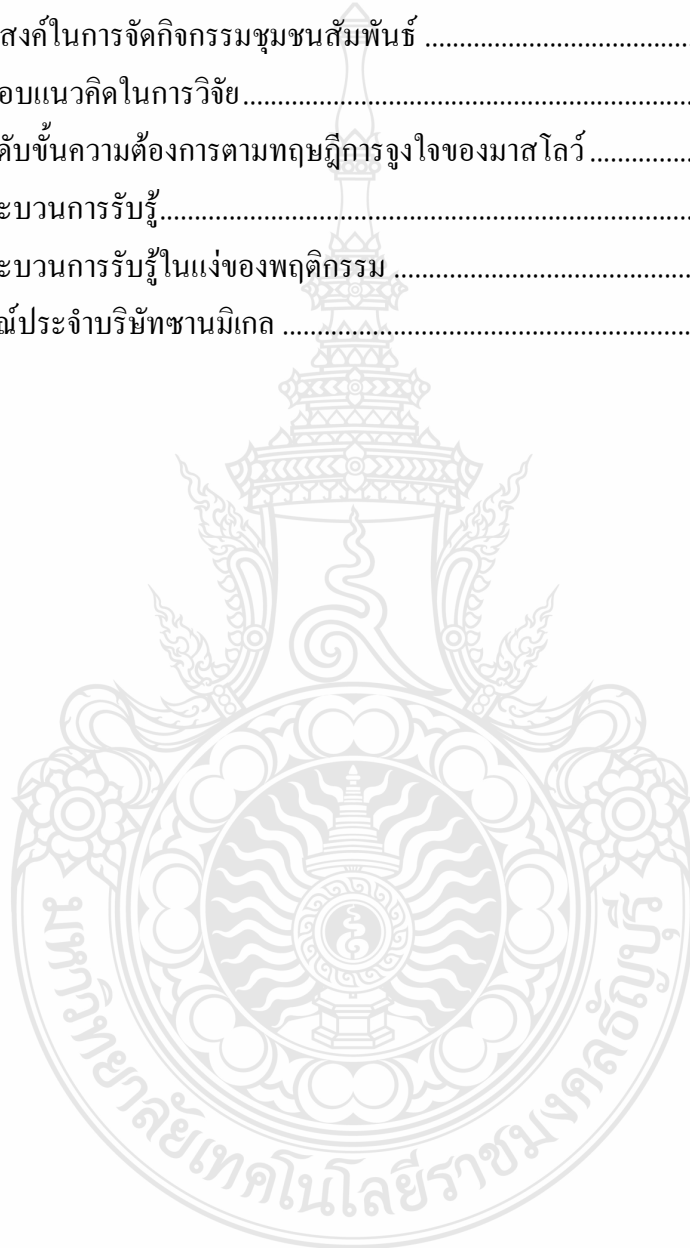 สงค์ในการจัดกิจกรรมชุมชนสัมพันธ์ ..........................................
อบแนวคิดในการวิจัย..........................................................................
ดับขั้นความต้องการตามทฤษฎีการจูงใจของมาสโลว์ ................
ะบวนการรับรู้.......................................................................................
ะบวนการรับรู้ในแง่ของพฤติกรรม ................................................
ณ์ประจำบริษัทซานมิเกล ..................................................................
มหาวิทยาลัยเทคโนโลยีราชมงคลธัญบุรี